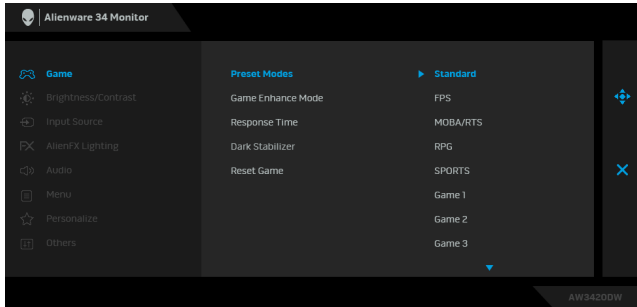 Alienware 34 Monitor
Game
Preset Modes
Standard
Brightness/Contrast
Game Enhance Mode
FPS
Input Source
Response Time
MOBA/RTS
FX
AlienFX Lighting
Dark Stabilizer
RPG
Audio
Reset Game
SPORTS
Menu
Game 1
Personalize
Game 2
Others
Game 3
AW3420DW